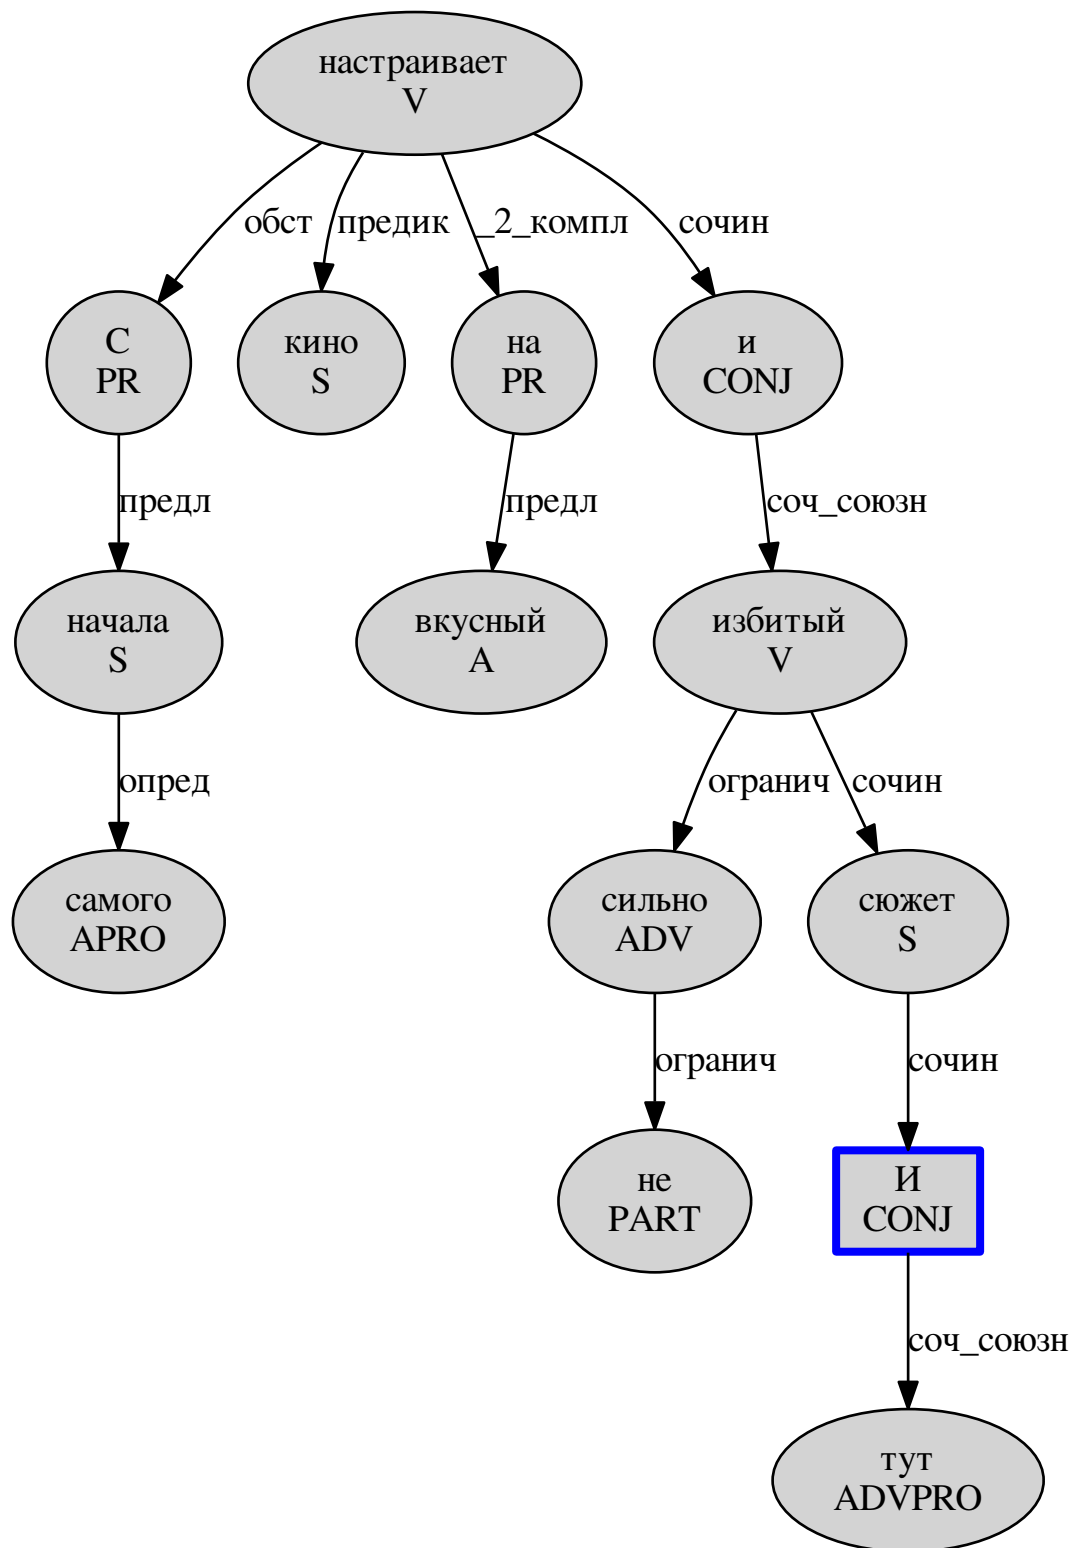 настраивает
V
обст
предик
_2_компл
сочин
С
PR
кино
S
на
PR
и
CONJ
предл
предл
соч_союзн
начала
S
вкусный
A
избитый
V
опред
огранич
сочин
самого
APRO
сильно
ADV
сюжет
S
огранич
сочин
не
PART
И
CONJ
соч_союзн
тут
ADVPRO